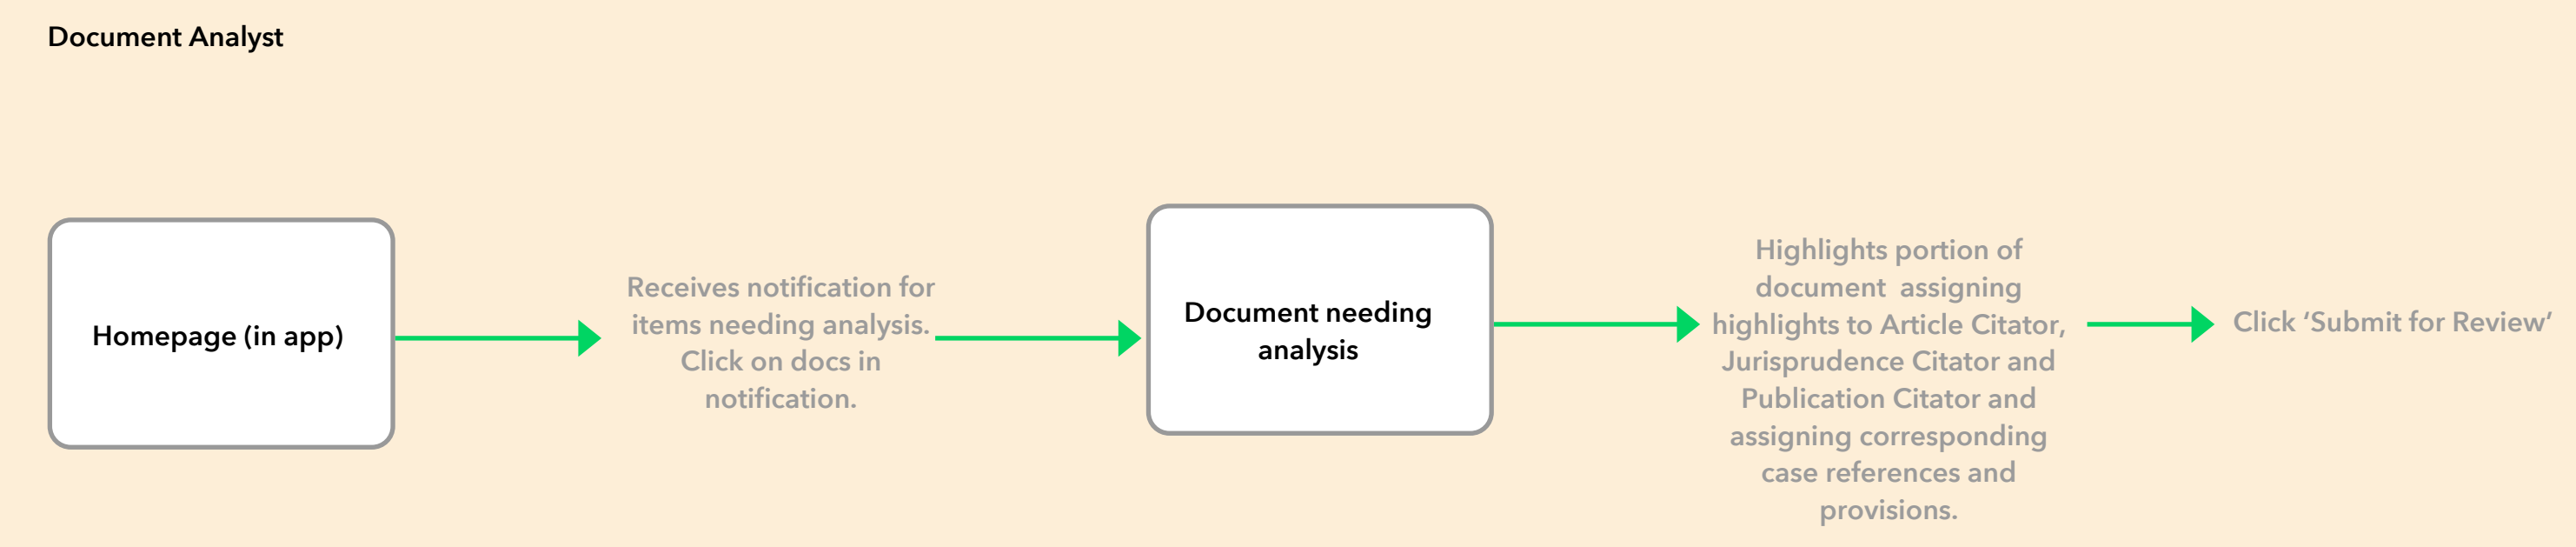 Document Analyst
Homepage (in app)
Receives notification for
items needing analysis.
Click on docs in
notification.
Document needing
analysis
Highlights portion of
document  assigning
highlights to Article Citator,
Jurisprudence Citator and
Publication Citator and
assigning corresponding
case references and
provisions.
Click ‘Submit for Review’